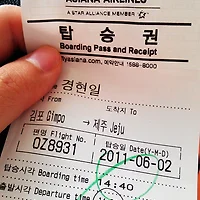 ASIANA AIRLINES
A STAR ALLIANCE MEMBER
탑 승 권
Boarding Pass and Receipt
flyasiana.com, 예약안내 1588-8000
경현일
From 도착지 To
김포 Gimpo → 제주 Jeju
편명 Flight No. 탑승일 Date(Y-M-D)
OZ8931 2011-06-02
탑승시각 Boarding time 14:40
출발시각 Departure time